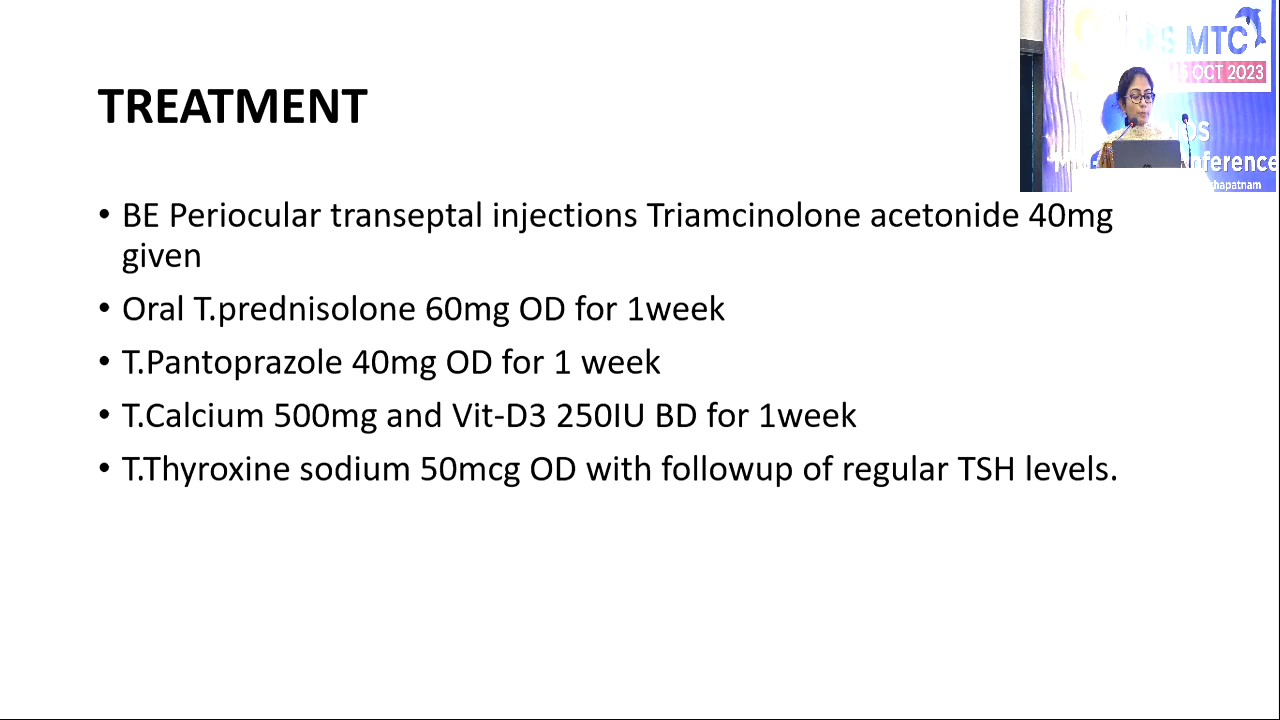 MTC
OCT 2023
TREATMENT
• BE Periocular transeptal injections Triamcinolone acetonide 40mg
given
• Oral T.prednisolone 60mg OD for 1week
• T.Pantoprazole 40mg OD for 1 week
• T.Calcium 500mg and Vit-D3 250IU BD for 1week
• T.Thyroxine sodium 50mcg OD with followup of regular TSH levels.